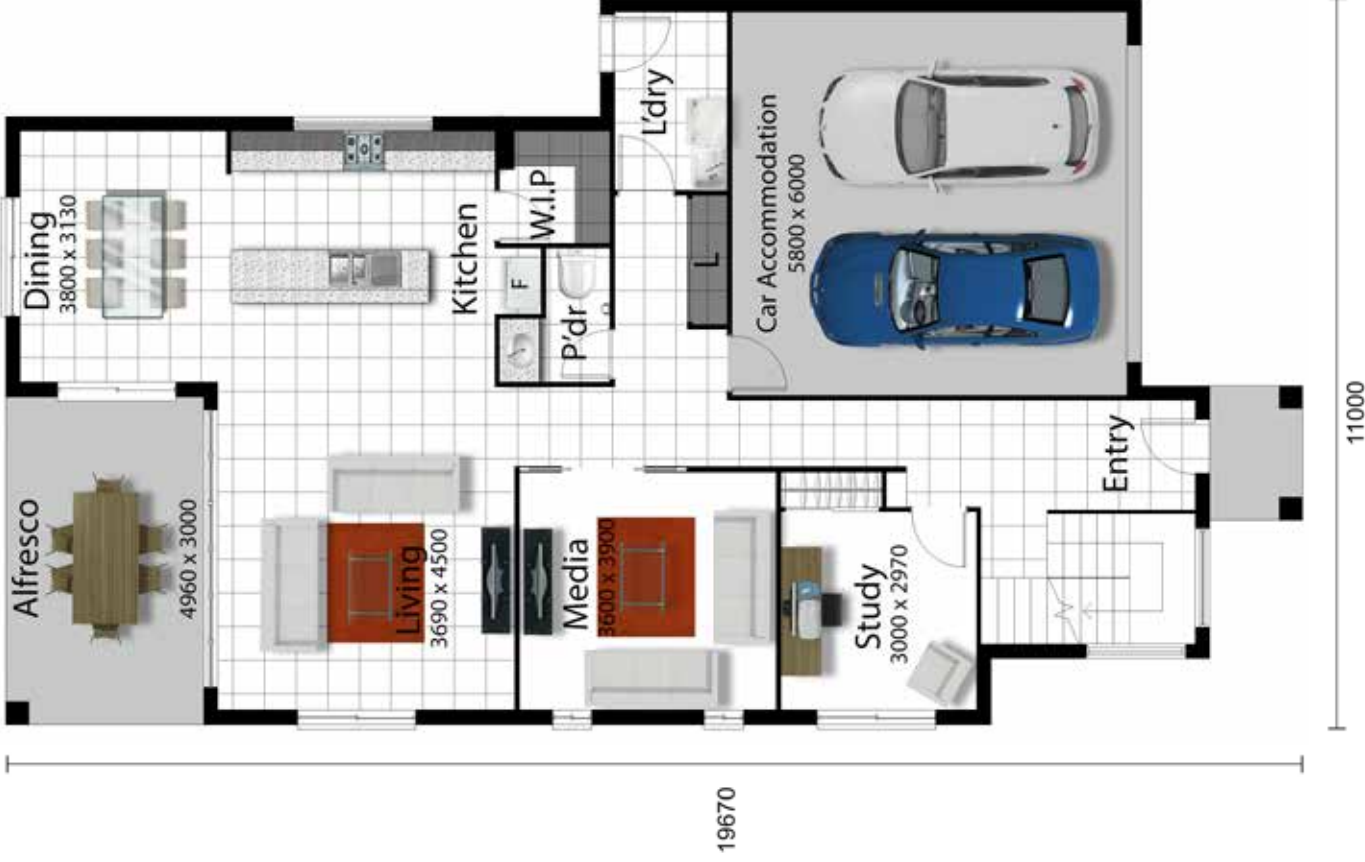 Alfresco
4960 x 3000
Dining
3800 x 3130
Living
3690 x 4500
Kitchen
F
W.I.P
P'dr
L'dry
L
Media
3600 x 3900
Car Accommodation
5800 x 6000
Study
3000 x 2970
Entry
19670
11000